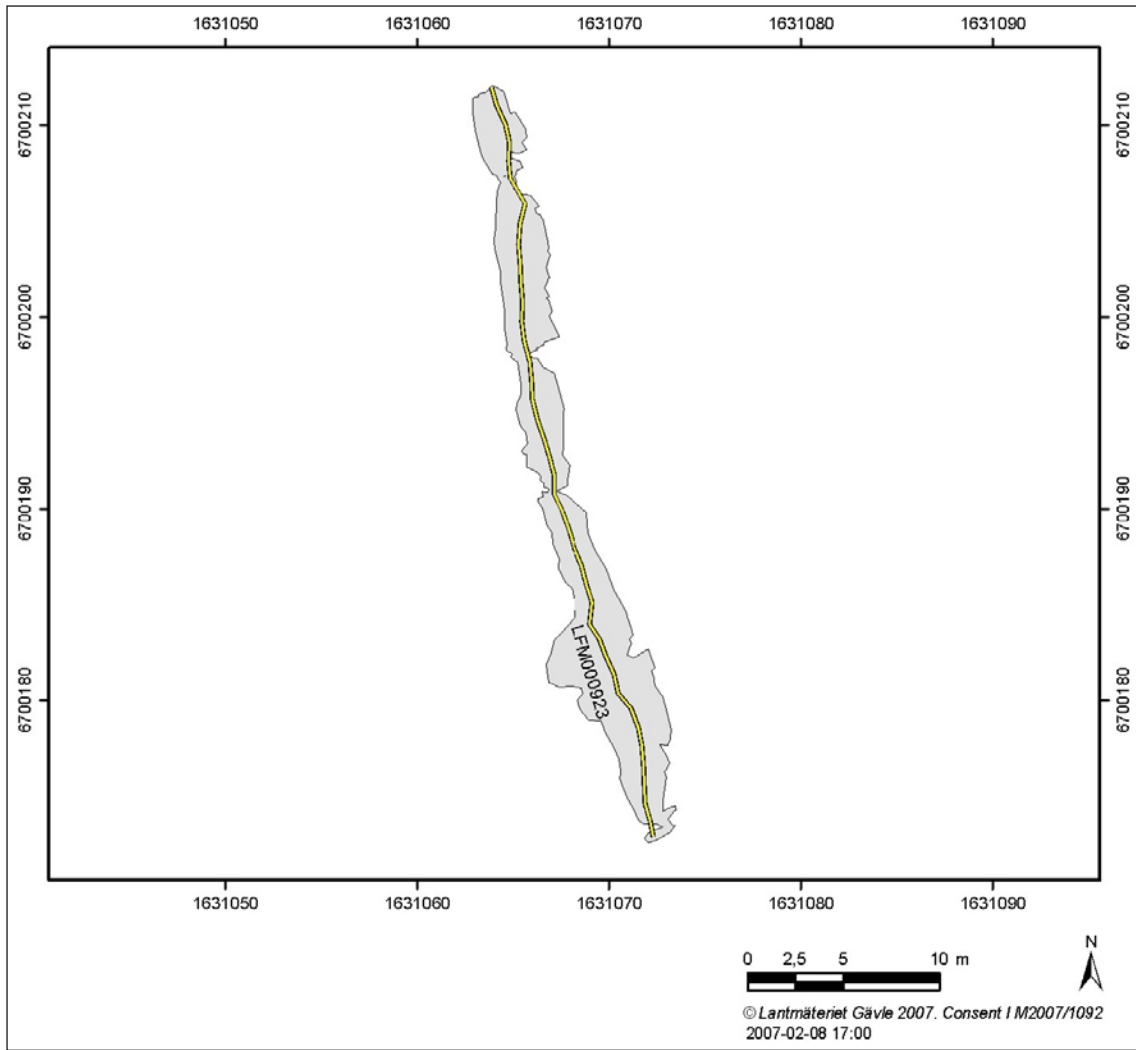 1631050 1631060 1631070 1631080 1631090
6700210 6700210
6700200 6700200
6700190 6700190
LFM000923
6700180 6700180
1631050 1631060 1631070 1631080 1631090
0 2,5 5 10 m
N
© Lantmäteriet Gävle 2007. Consent I M2007/1092
2007-02-08 17:00